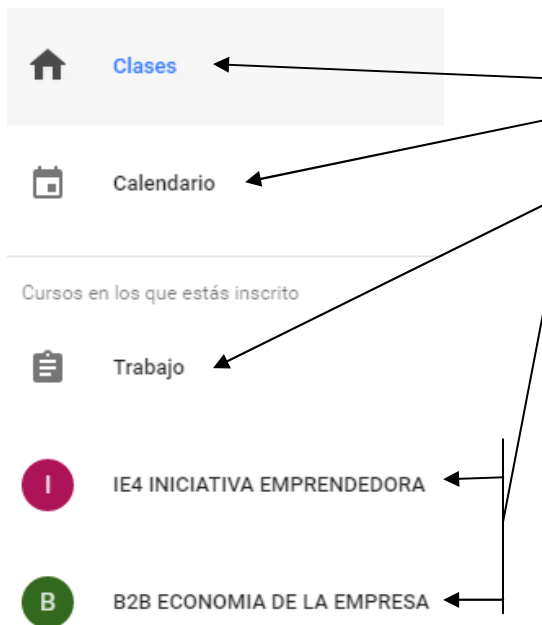 Clases
Calendario
Cursos en los que estás inscrito
Trabajo
I IE4 INICIATIVA EMPRENDEDORA
B B2B ECONOMIA DE LA EMPRESA